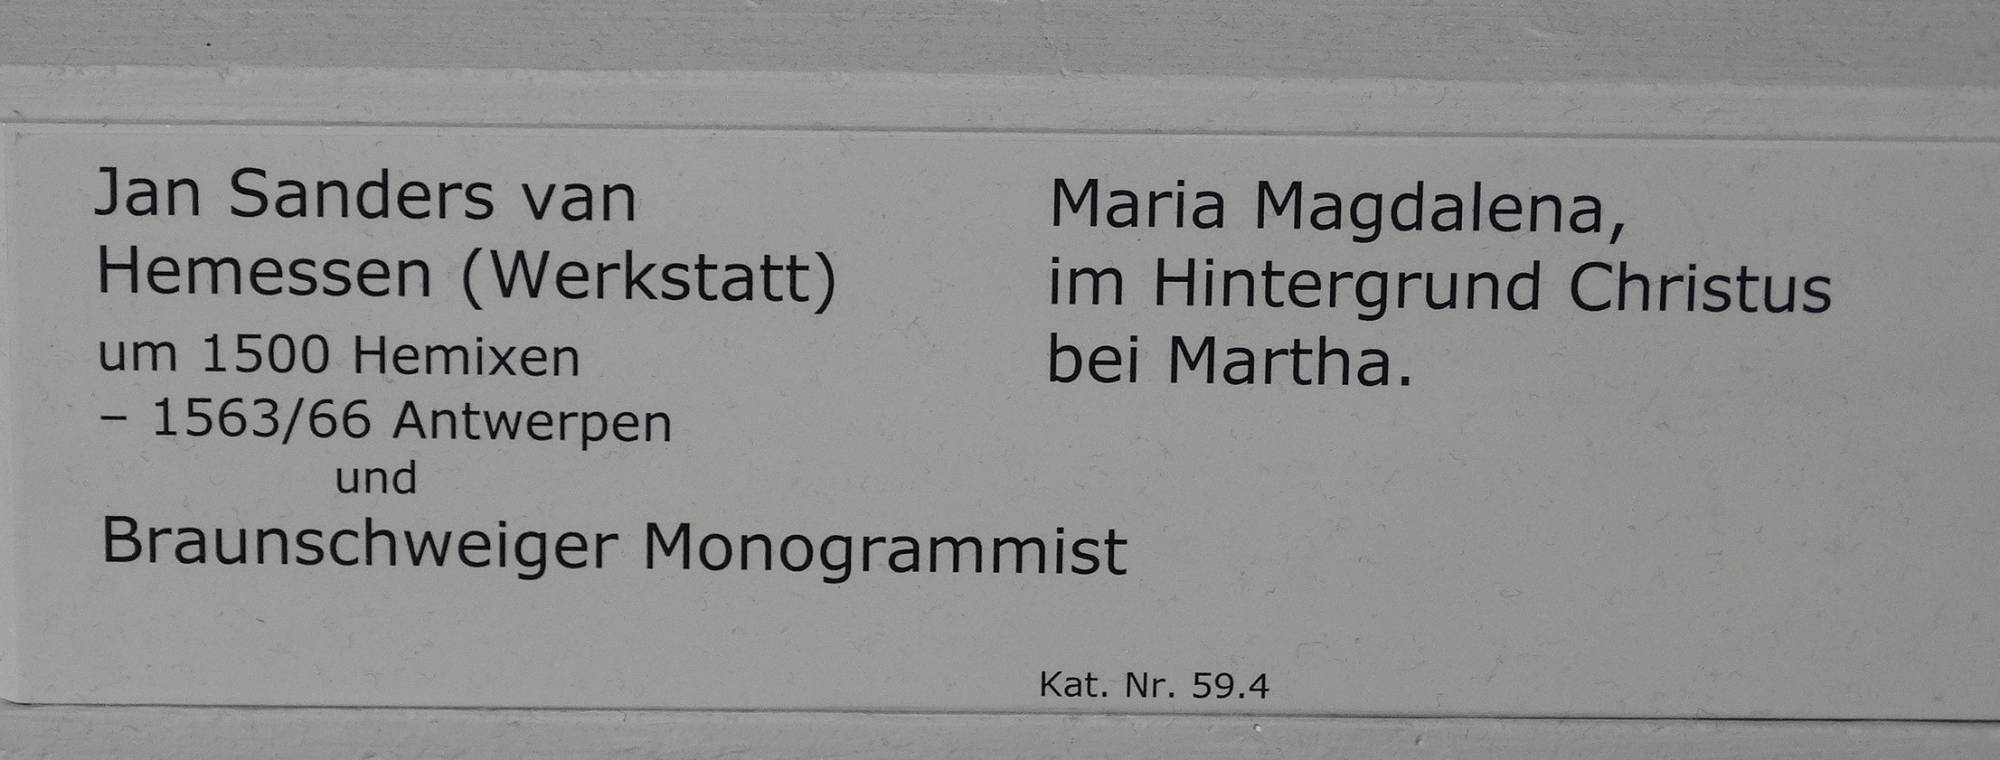 Jan Sanders van
Hemessen (Werkstatt)
um 1500 Hemixen
– 1563/66 Antwerpen
und
Braunschweiger Monogrammist
Maria Magdalena,
im Hintergrund Christus
bei Martha.
Kat. Nr. 59.4